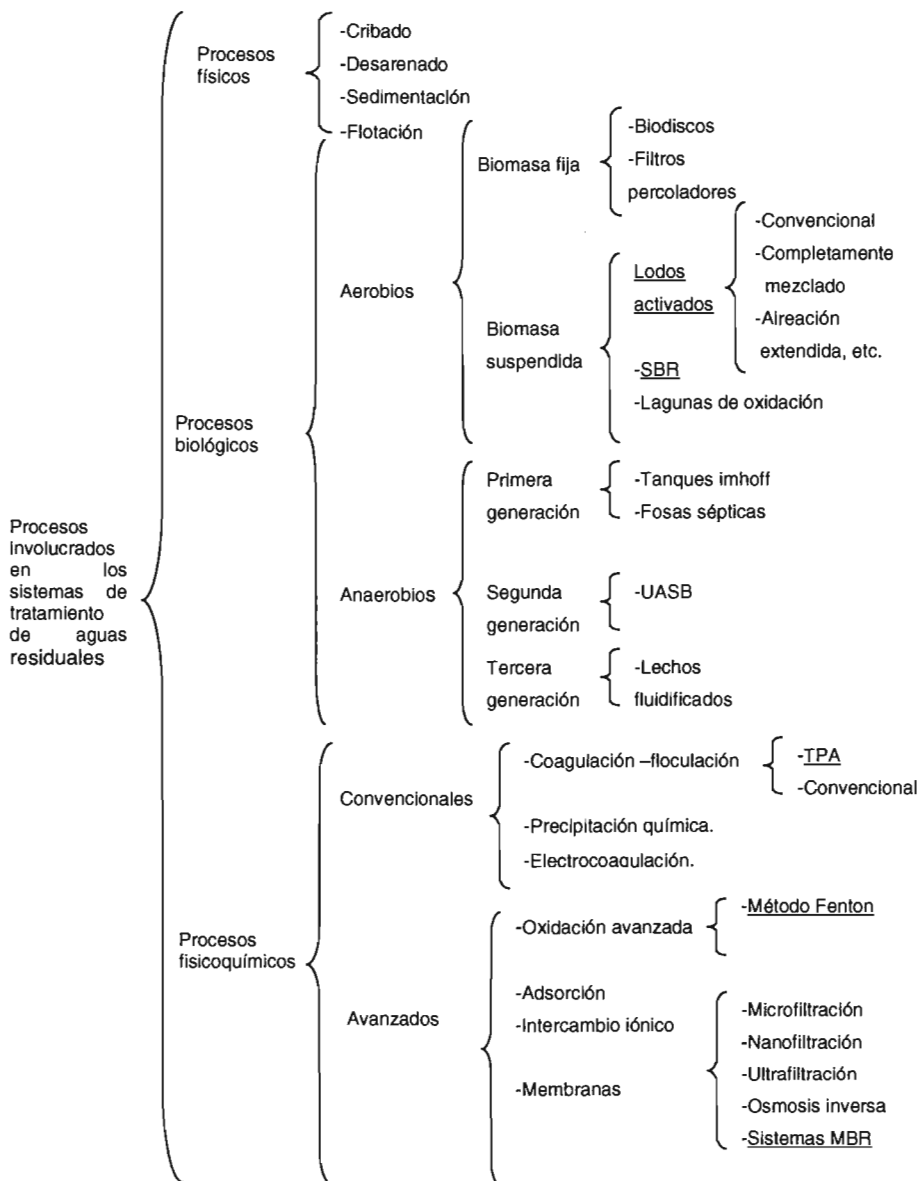 Procesos
involucrados
en los
sistemas de
tratamiento
de aguas
residuales
Procesos
físicos
-Cribado
-Desarenado
-Sedimentación
-Flotación
Procesos
biológicos
Aerobios
Biomasa fija
-Biodiscos
-Filtros
percoladores
Biomasa
suspendida
Lodos
activados
-Convencional
-Completamente
mezclado
-Aireación
extendida, etc.
-SBR
-Lagunas de oxidación
Anaerobios
Primera
generación
-Tanques imhoff
-Fosas sépticas
Segunda
generación
-UASB
Tercera
generación
-Lechos
fluidificados
Procesos
fisicoquímicos
Convencionales
-Coagulación –floculación
-TPA
-Convencional
-Precipitación química.
-Electrocoagulación.
Avanzados
-Oxidación avanzada
-Método Fenton
-Adsorción
-Intercambio iónico
-Membranas
-Microfiltración
-Nanofiltración
-Ultrafiltración
-Osmosis inversa
-Sistemas MBR